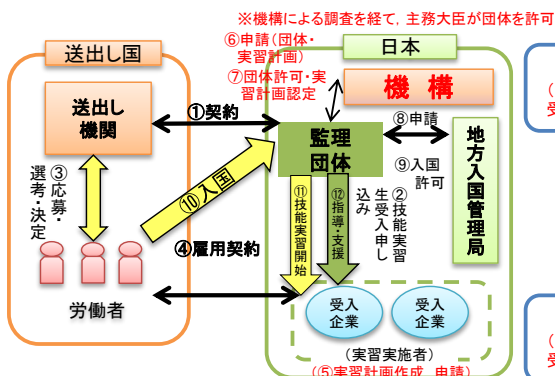 ※機構による調査を経て，主務大臣が団体を許可
⑥申請（団体・
実習計画）
⑦団体許可・実
習計画認定
送出し国
日本
機　構
送出し
機関
①契約
監理
団体
⑧申請
⑨入国
許可
地方入国管理局
③応募・
選考・決定
⑩入国
④雇用契約
⑪技能実習開始
⑫指導・支援
②技能実習
生受入申し
込み
労働者
受入
企業
受入
企業
（実習実施者）
（⑤実習計画作成，申請）
（
受
（
受